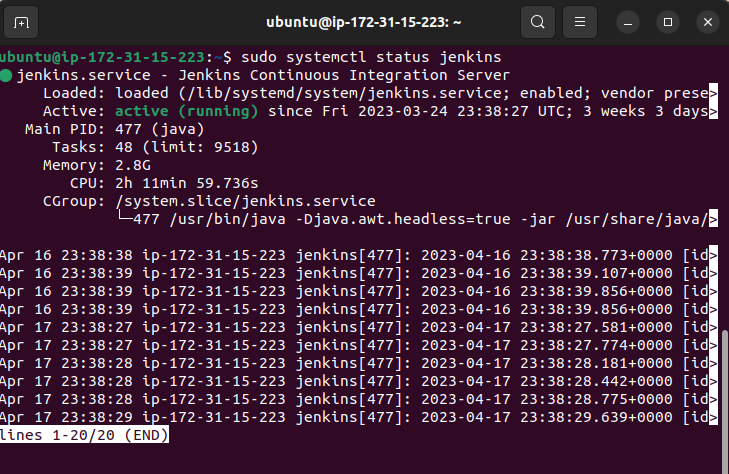 ubuntu@ip-172-31-15-223: ~
ubuntu@ip-172-31-15-223:~$ sudo systemctl status jenkins
jenkins.service - Jenkins Continuous Integration Server
Loaded: loaded (/lib/systemd/system/jenkins.service; enabled; vendor prese>
Active: active (running) since Fri 2023-03-24 23:38:27 UTC; 3 weeks 3 days>
Main PID: 477 (java)
Tasks: 48 (limit: 9518)
Memory: 2.8G
CPU: 2h 11min 59.736s
CGroup: /system.slice/jenkins.service
└─477 /usr/bin/java -Djava.awt.headless=true -jar /usr/share/java/>
Apr 16 23:38:38 ip-172-31-15-223 jenkins[477]: 2023-04-16 23:38:38.773+0000 [id>
Apr 16 23:38:39 ip-172-31-15-223 jenkins[477]: 2023-04-16 23:38:39.107+0000 [id>
Apr 16 23:38:39 ip-172-31-15-223 jenkins[477]: 2023-04-16 23:38:39.856+0000 [id>
Apr 16 23:38:39 ip-172-31-15-223 jenkins[477]: 2023-04-16 23:38:39.856+0000 [id>
Apr 17 23:38:27 ip-172-31-15-223 jenkins[477]: 2023-04-17 23:38:27.581+0000 [id>
Apr 17 23:38:27 ip-172-31-15-223 jenkins[477]: 2023-04-17 23:38:27.774+0000 [id>
Apr 17 23:38:28 ip-172-31-15-223 jenkins[477]: 2023-04-17 23:38:28.181+0000 [id>
Apr 17 23:38:28 ip-172-31-15-223 jenkins[477]: 2023-04-17 23:38:28.442+0000 [id>
Apr 17 23:38:28 ip-172-31-15-223 jenkins[477]: 2023-04-17 23:38:28.775+0000 [id>
Apr 17 23:38:29 ip-172-31-15-223 jenkins[477]: 2023-04-17 23:38:29.639+0000 [id>
lines 1-20/20 (END)